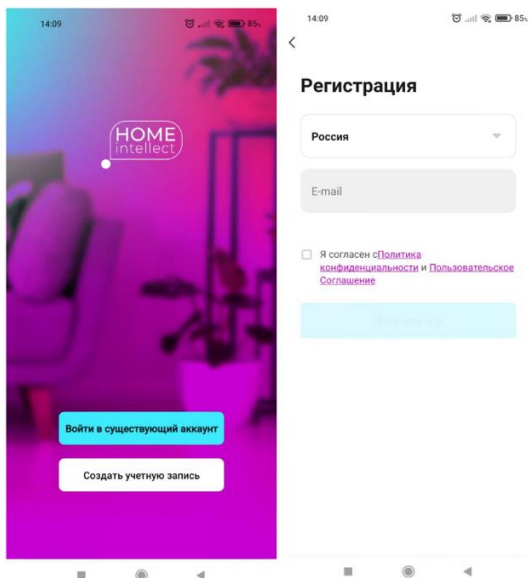 14:09
85%
HOME
intellect
Войти в существующий аккаунт
Создать учетную запись
14:09
85%
Регистрация
Россия
E-mail
Я согласен сПолитика
конфиденциальности и Пользовательское
Соглашение